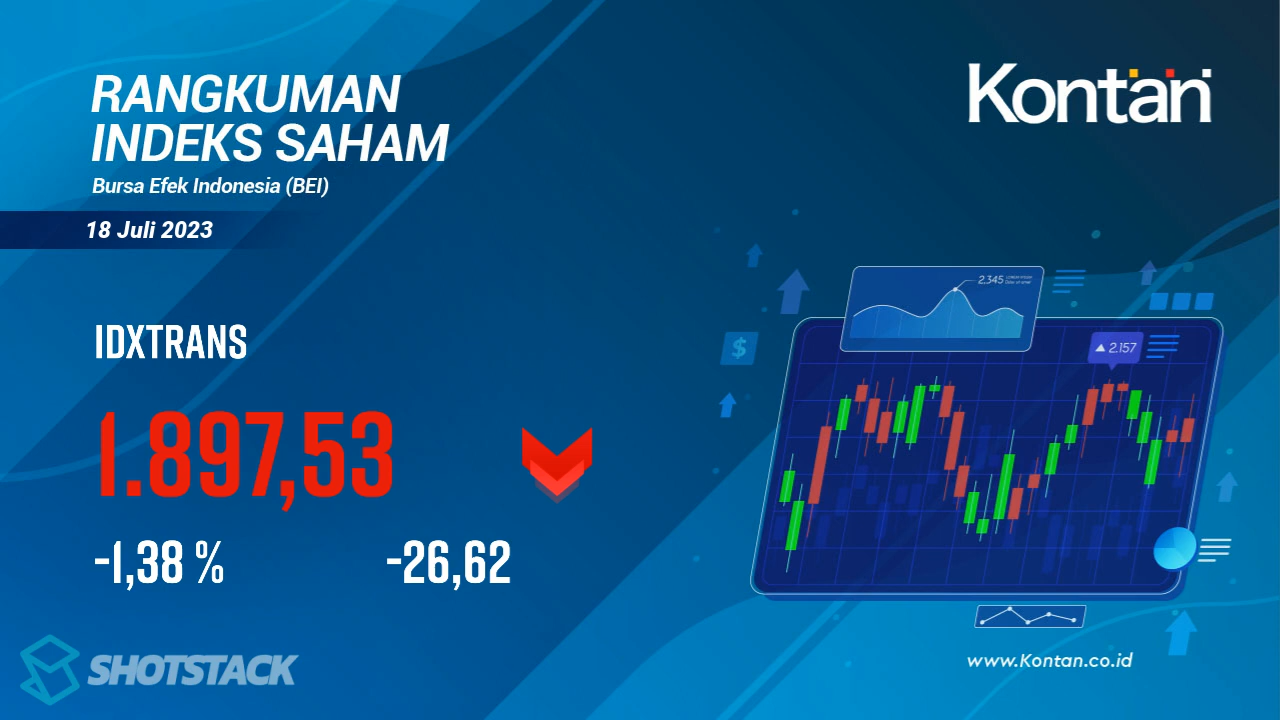 RANGKUMAN
INDEKS SAHAM
Bursa Efek Indonesia (BEI)
18 Juli 2023
Kontan
IDXTRANS
1.897,53
-1,38 %
-26,62
2.345
$
2.157
SHOTSTACK
www.Kontan.co.id